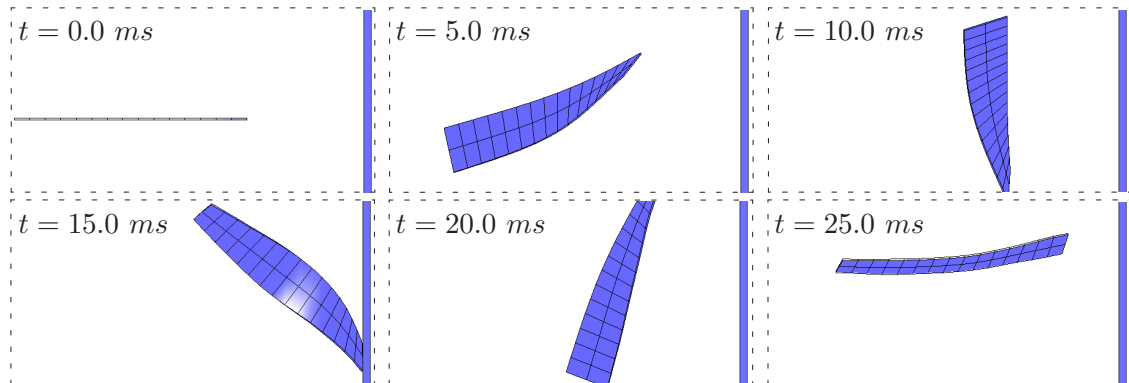 t = 0.0 ms
t = 5.0 ms
t = 10.0 ms
t = 15.0 ms
t = 20.0 ms
t = 25.0 ms